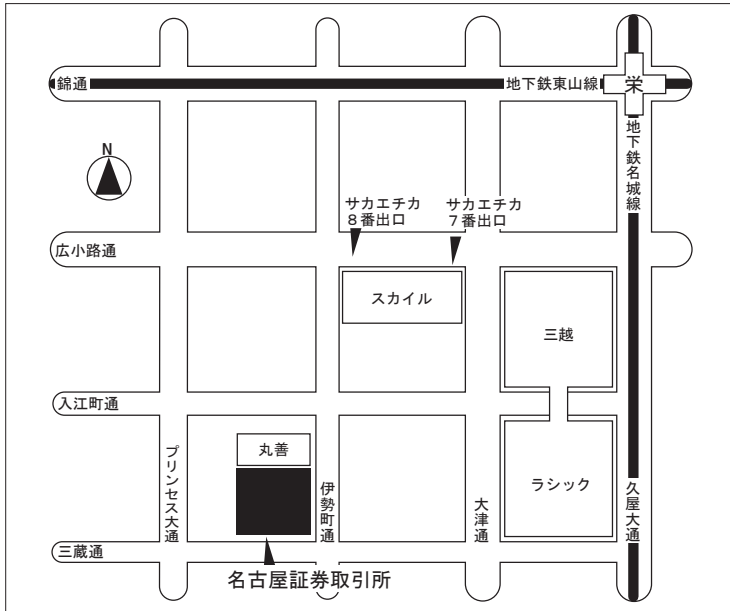 錦通
地下鉄東山線
栄
N
地下鉄名城線
サカエチカ
8番出口
サカエチカ
7番出口
広小路通
スカイル
三越
入江町通
丸善
プリンセス大通
伊勢町通
大津通
ラシック
久屋大通
三蔵通
名古屋証券取引所